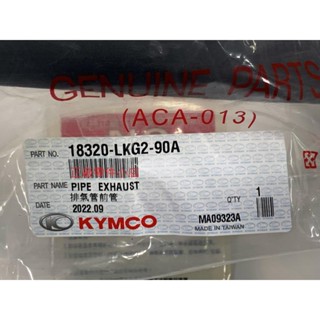 GENUINE PARTS
(ACA-013)
PART NO. 18320-LKG2-90A
PART NAME PIPE EXHAUST
排氣管前管
DATE 2022.09
Q'TY 1
KYMCO
MA09323A
MADE IN TAIWAN